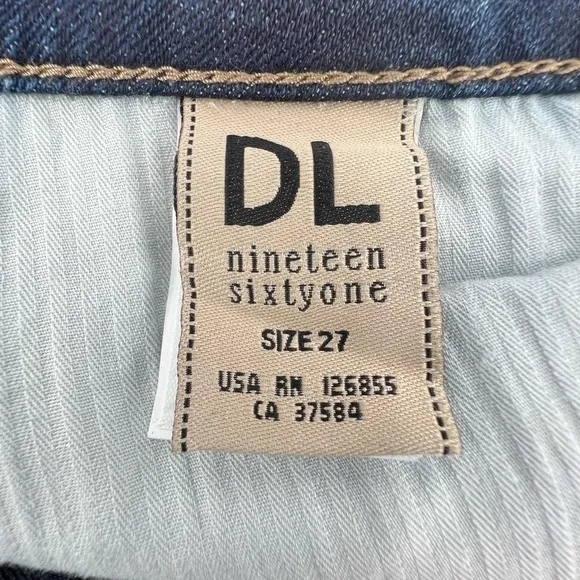 DL
nineteen
sixtyone
SIZE 27
USA RN 126855
CA 37584